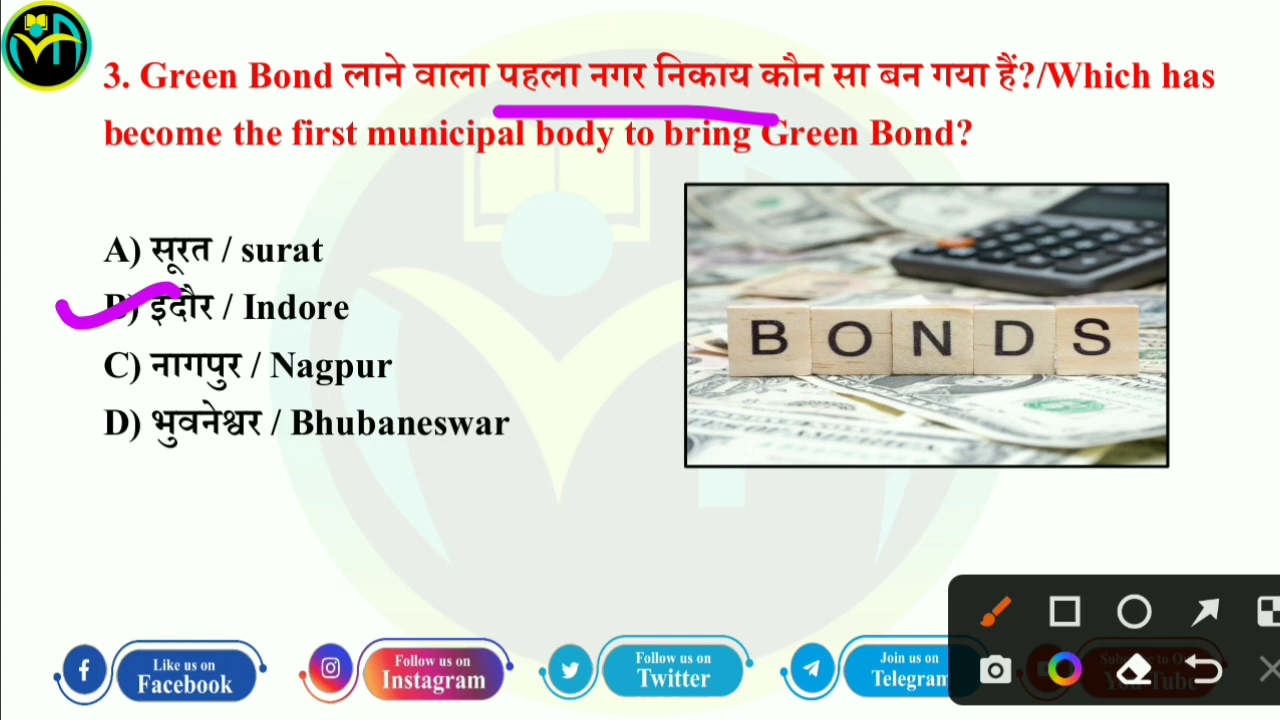 3. Green Bond लाने वाला पहला नगर निकाय कौन सा बन गया हैं?/Which has
become the first municipal body to bring Green Bond?
A) सूरत / surat
B) इंदौर / Indore
C) नागपुर / Nagpur
D) भुवनेश्वर / Bhubaneswar
BONDS
Like us on
Facebook
Follow us on
Instagram
Follow us on
Twitter
Join us on
Telegram